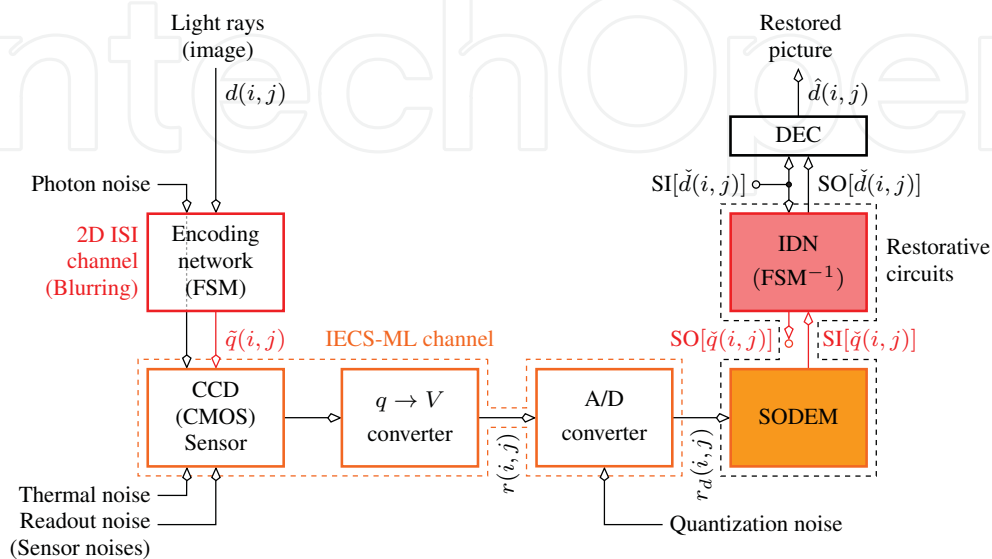 IntechOpen
Light rays
(image)
d(i, j)
Photon noise
2D ISI
channel
(Blurring)
Encoding
network
(FSM)
q̃(i, j)
IECS-ML channel
CCD
(CMOS)
Sensor
q → V
converter
r(i, j)
A/D
converter
r_d(i, j)
Thermal noise
Readout noise
(Sensor noises)
Quantization noise
Restored
picture
d̂(i, j)
DEC
SI[ď(i, j)]
SO[ď(i, j)]
IDN
(FSM⁻¹)
Restorative
circuits
SO[q̌(i, j)]
SI[q̌(i, j)]
SODEM